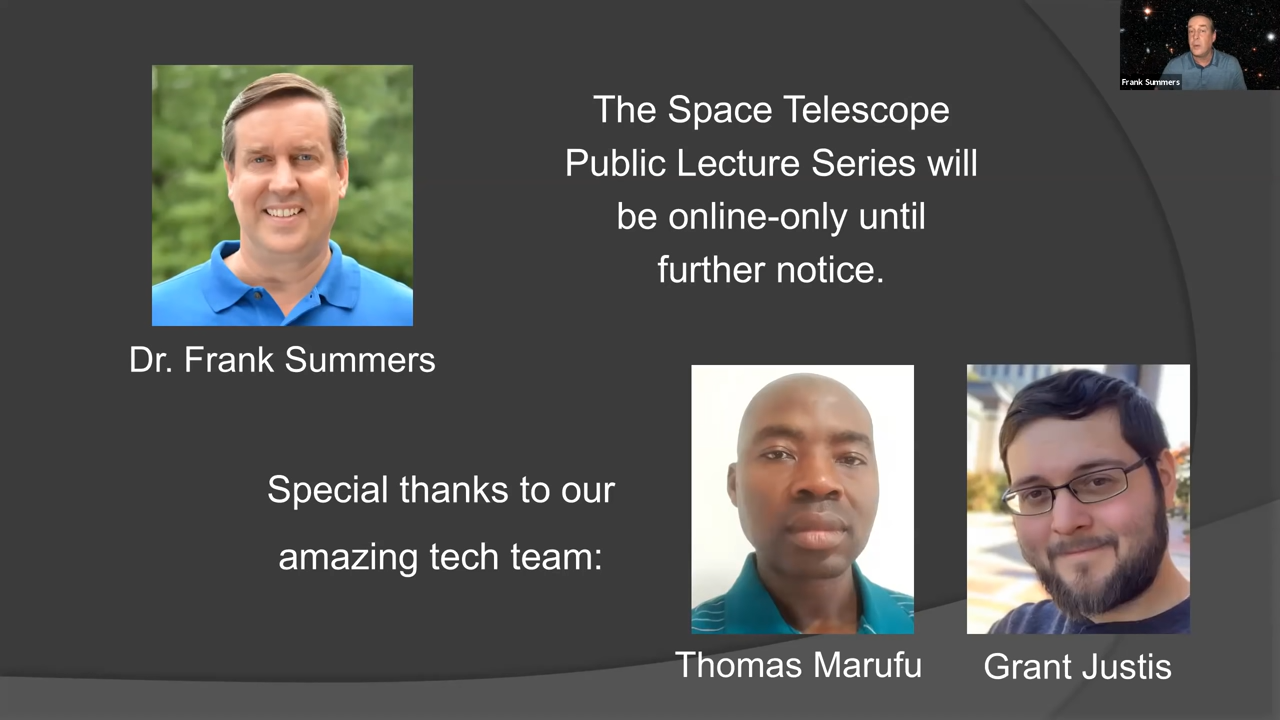 Frank Summers
The Space Telescope
Public Lecture Series will
be online-only until
further notice.
Dr. Frank Summers
Special thanks to our
amazing tech team:
Thomas Marufu
Grant Justis